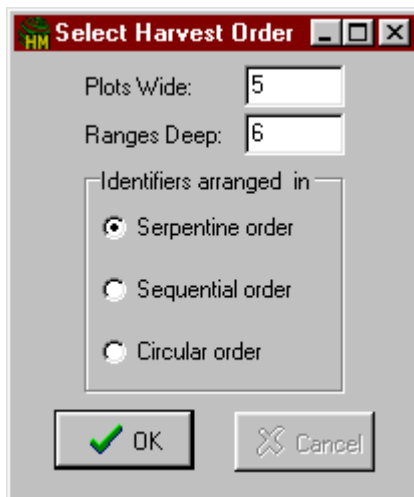 HM Select Harvest Order
Plots Wide: 5
Ranges Deep: 6
Identifiers arranged in
Serpentine order
Sequential order
Circular order
OK Cancel